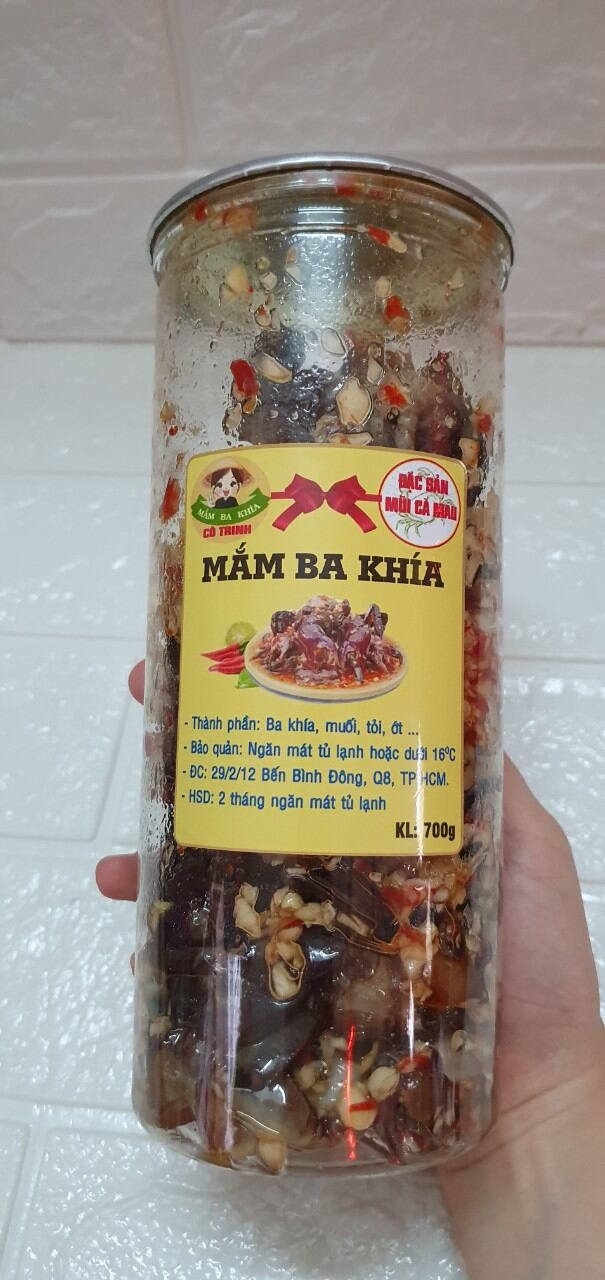 MẮM BA KHÍA
CÔ TRINH
ĐẶC SẢN
MŨI CÀ MAU
MẮM BA KHÍA
- Thành phần: Ba khía, muối, tỏi, ớt ...
- Bảo quản: Ngăn mát tủ lạnh hoặc dưới 16⁰C
- ĐC: 29/2/12 Bến Bình Đông, Q8, TP.HCM.
- HSD: 2 tháng ngăn mát tủ lạnh
KL: 700g